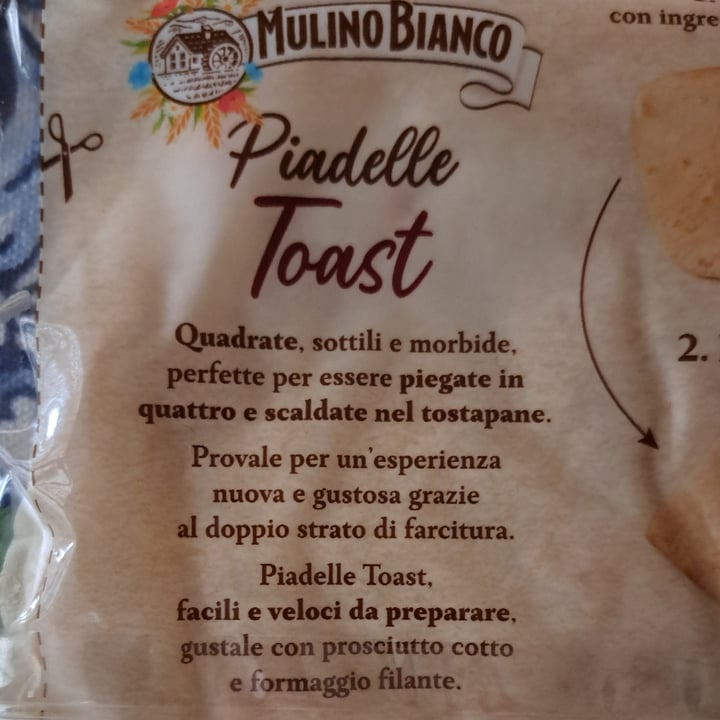 MULINO BIANCO
Piadelle
Toast
Quadrate, sottili e morbide,
perfette per essere piegate in
quattro e scaldate nel tostapane.
Provale per un'esperienza
nuova e gustosa grazie
al doppio strato di farcitura.
Piadelle Toast,
facili e veloci da preparare,
gustale con prosciutto cotto
e formaggio filante.
con ingre
2.